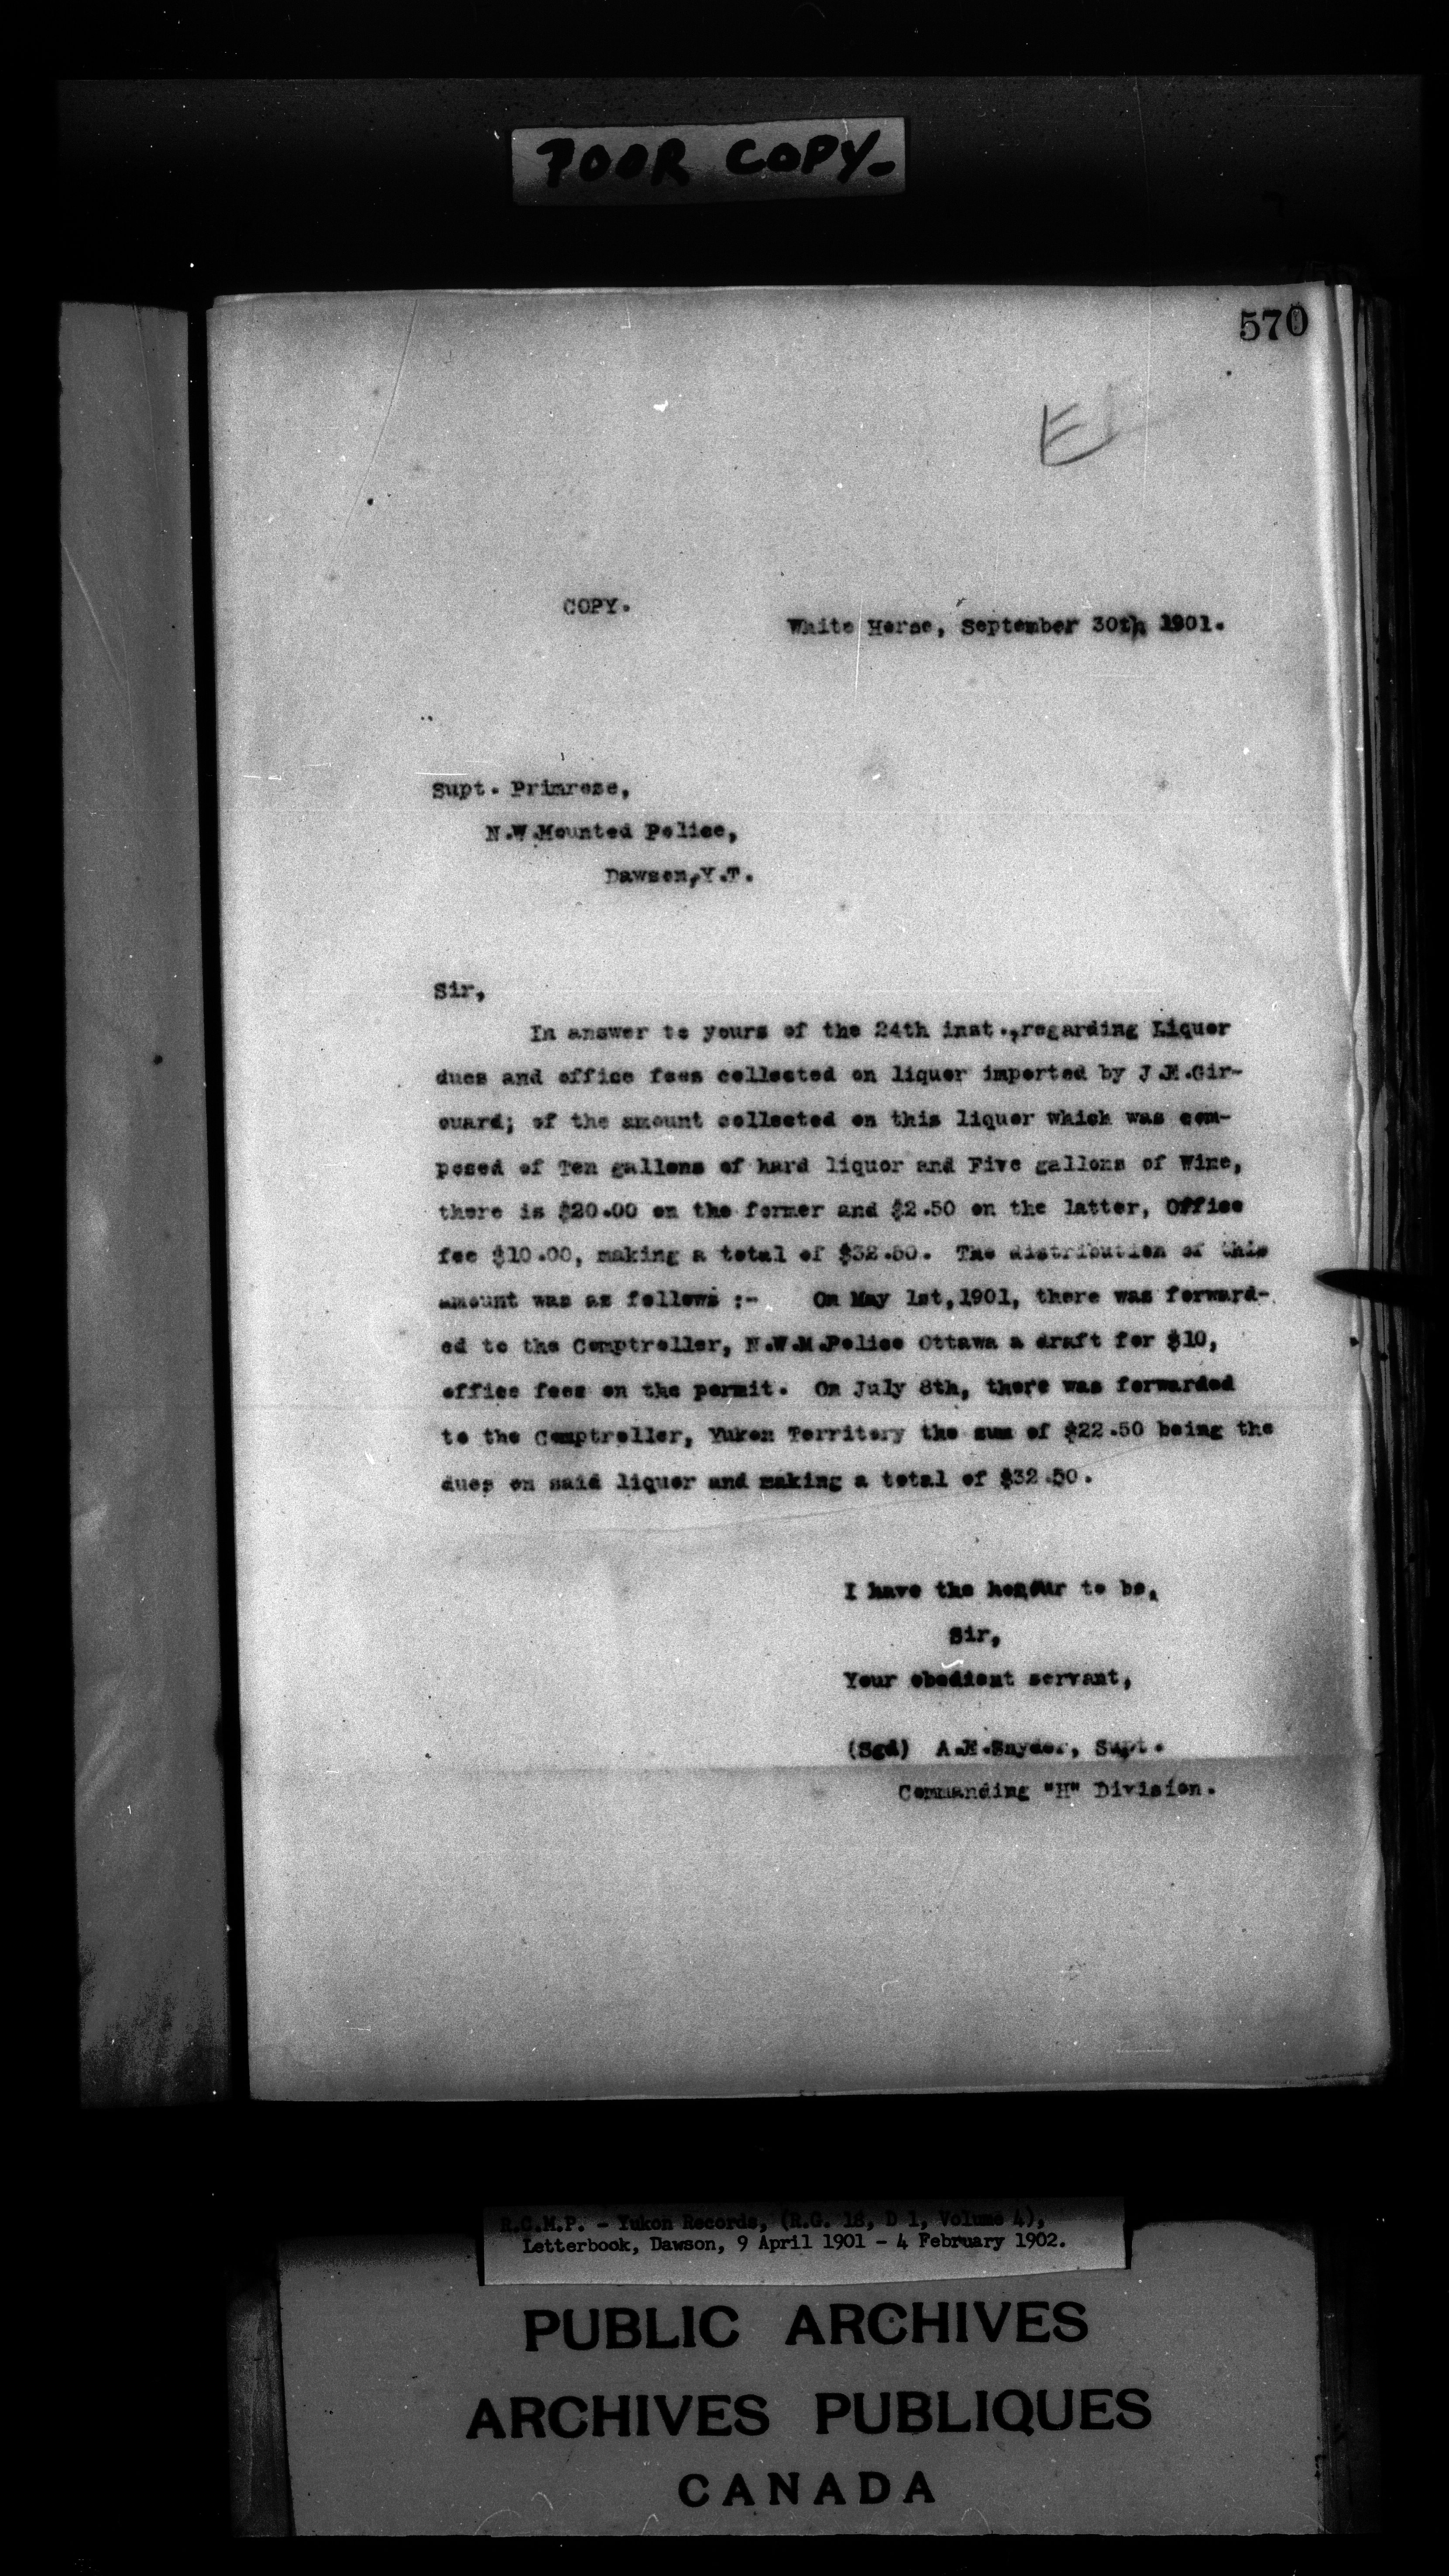 POOR COPY-
570
E
COPY.
White Horse, September 30th 1901.
Supt. Primrose,
N.W.Mounted Police,
Dawson, Y.T.
Sir,
In answer to yours of the 24th inst., regarding Liquor
dues and office fees collected on liquor imported by J.E.Gir-
ouard; of the amount collected on this liquor which was com-
posed of Ten gallons of hard liquor and Five gallons of Wine,
there is $20.00 on the former and $2.50 on the latter, Office
fee $10.00, making a total of $32.50. The distribution of this
amount was as follows :- On May 1st,1901, there was forward-
ed to the Comptroller, N.W.M.Police Ottawa a draft for $10,
office fees on the permit. On July 8th, there was forwarded
to the Comptroller, Yukon Territory the sum of $22.50 being the
dues on said liquor and making a total of $32.50.
I have the honour to be,
Sir,
Your obedient servant,
(Sgd) A.E.Snyder, Supt.
Commanding "H" Division.
R.C.M.P. - Yukon Records, (R.G. 18, D 1, Volume 4),
Letterbook, Dawson, 9 April 1901 - 4 February 1902.
PUBLIC ARCHIVES
ARCHIVES PUBLIQUES
CANADA